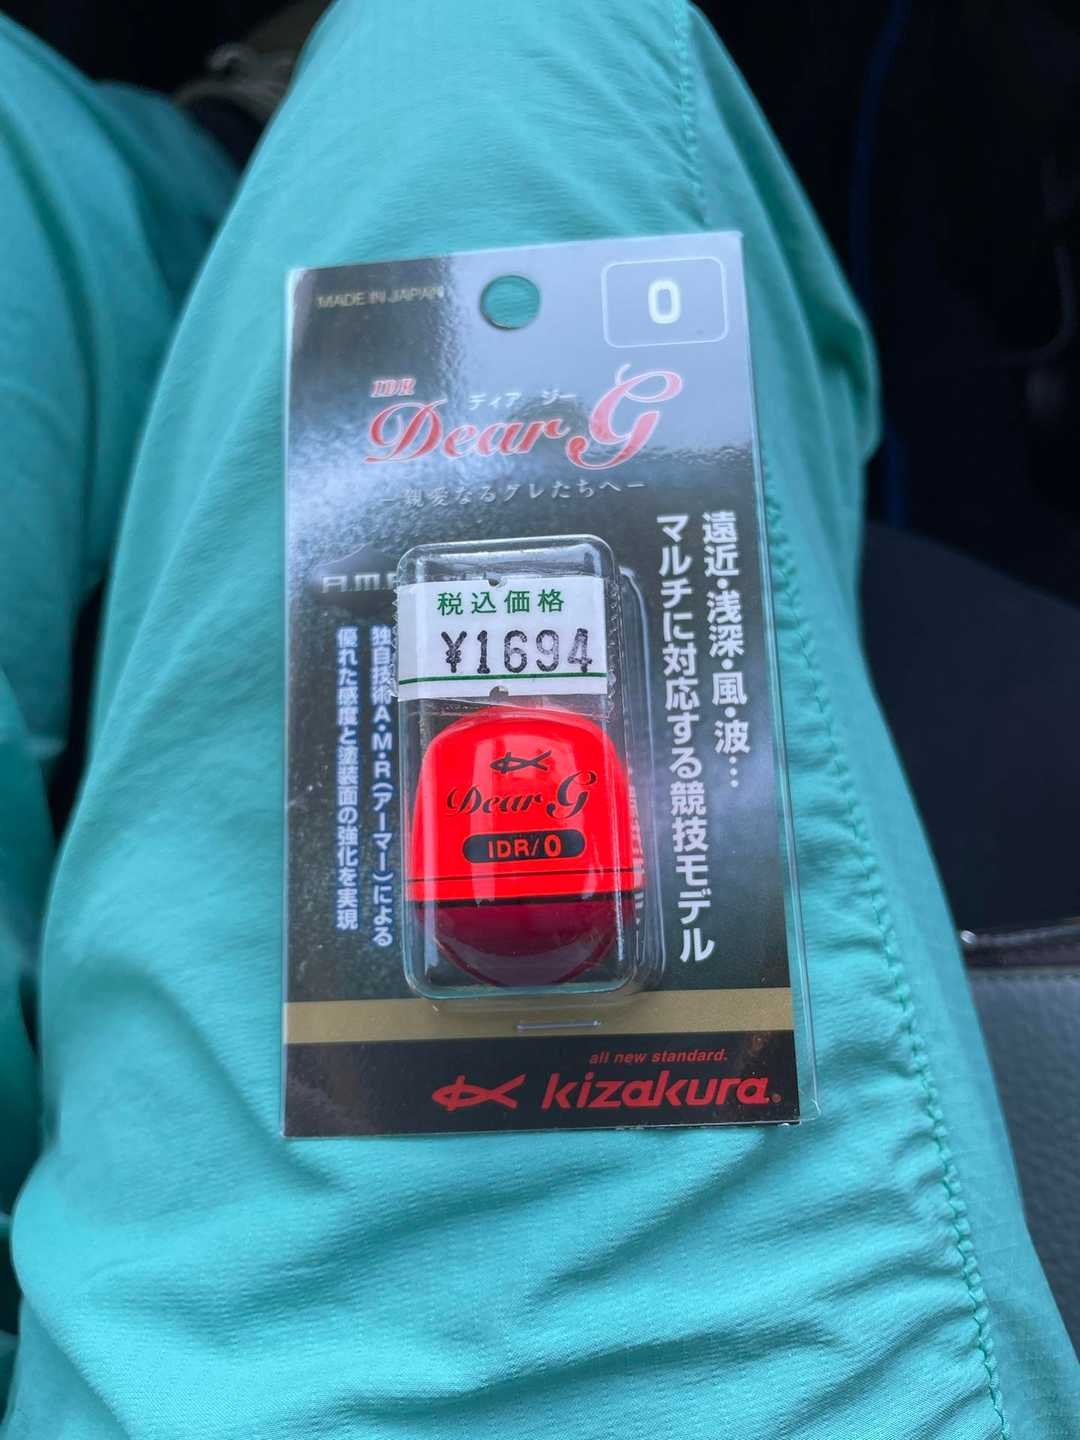 MADE IN JAPAN
0
IDR
ディア ジー
Dear G
－親愛なるグレたちへ－
遠近・浅深・風・波…
マルチに対応する競技モデル
税込価格
¥1694
独自技術A・M・R(アーマー)による
優れた感度と塗装面の強化を実現
Dear G
IDR/0
all new standard.
kizakura